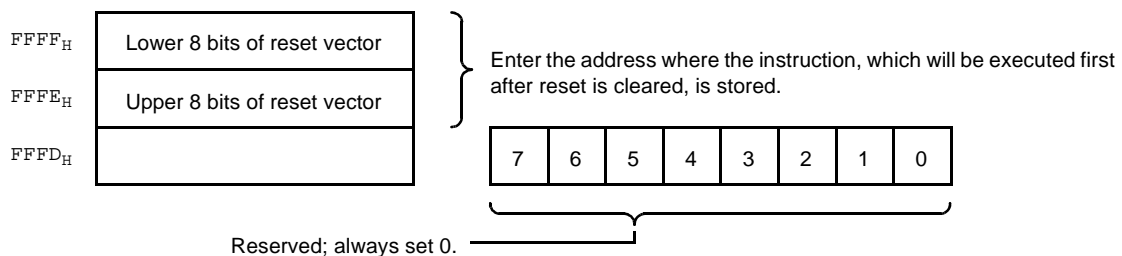 FFFFH Lower 8 bits of reset vector
Enter the address where the instruction, which will be executed first
after reset is cleared, is stored.
FFFEH Upper 8 bits of reset vector
FFFDH 7 6 5 4 3 2 1 0
Reserved; always set 0.